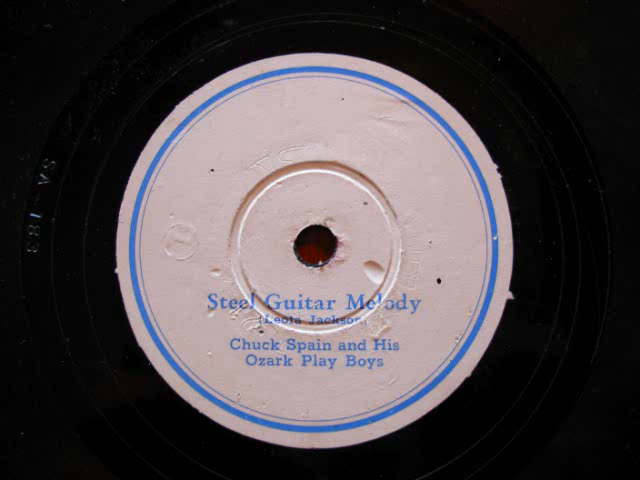 Steel Guitar Melody
(Leota Jackson)
Chuck Spain and His
Ozark Play Boys